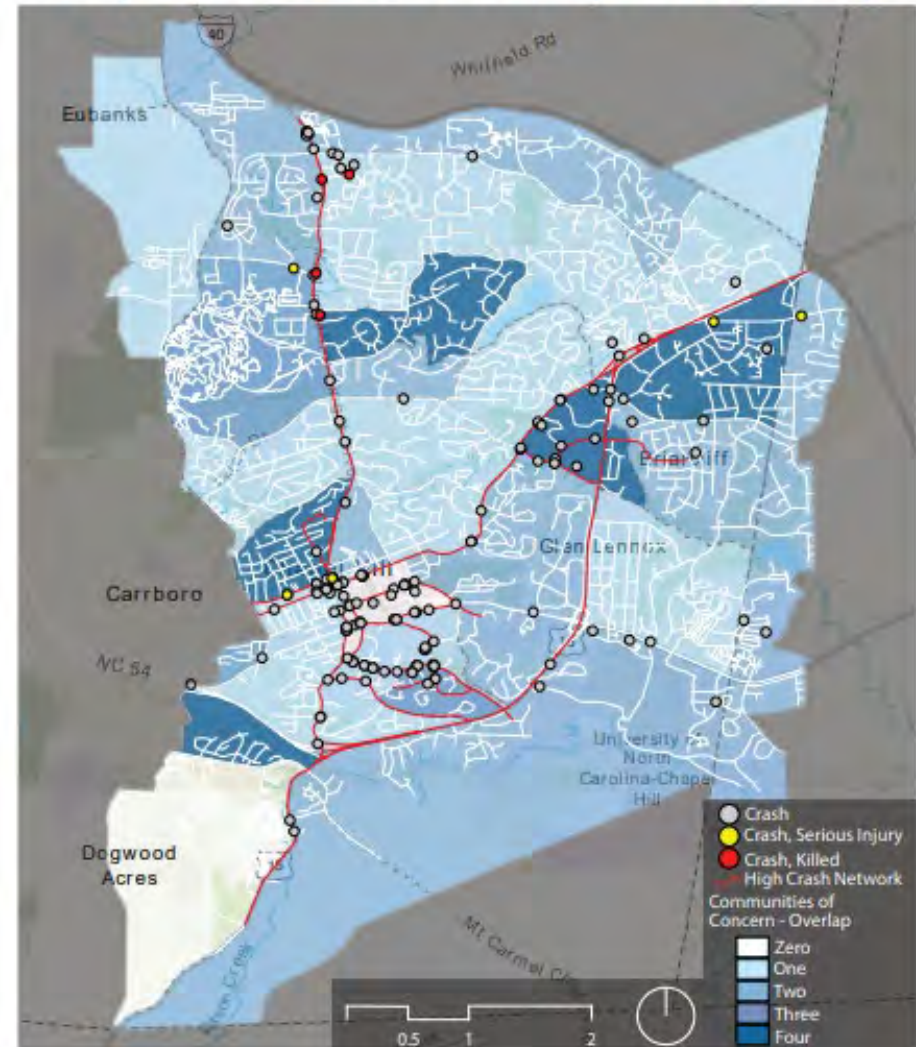 40
Whitfield Rd
Eubanks
Briarcliff
Glen Lennox
Carrboro
NC 54
University of
North
Carolina-Chapel
Hill
Dogwood
Acres
15
Mt Carmel
Crash
Crash, Serious Injury
Crash, Killed
High Crash Network
Communities of
Concern - Overlap
Zero
One
Two
Three
Four
0.5
1
2